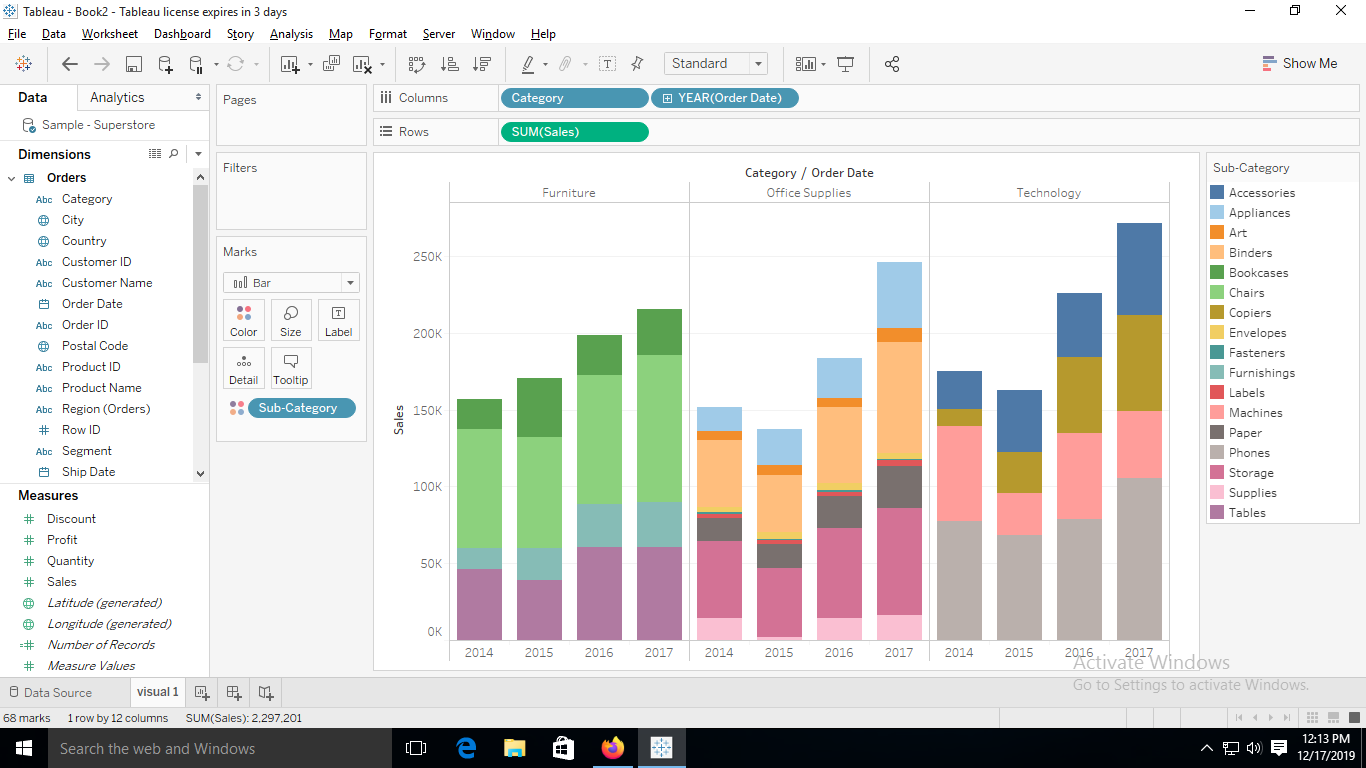 Tableau - Book2 - Tableau license expires in 3 days
File Data Worksheet Dashboard Story Analysis Map Format Server Window Help
Standard
Show Me
Data Analytics
Sample - Superstore
Dimensions
Orders
Abc Category
City
Country
Abc Customer ID
Abc Customer Name
Order Date
Abc Order ID
Postal Code
Abc Product ID
Abc Product Name
Abc Region (Orders)
Row ID
Abc Segment
Ship Date
Measures
Discount
Profit
Quantity
Sales
Latitude (generated)
Longitude (generated)
Number of Records
Measure Values
Pages
Filters
Marks
Bar
Color Size Label
Detail Tooltip
Sub-Category
Columns Category YEAR(Order Date)
Rows SUM(Sales)
Category / Order Date
Furniture Office Supplies Technology
Sales
250K
200K
150K
100K
50K
0K
2014 2015 2016 2017 2014 2015 2016 2017 2014 2015 2016 2017
Sub-Category
Accessories
Appliances
Art
Binders
Bookcases
Chairs
Copiers
Envelopes
Fasteners
Furnishings
Labels
Machines
Paper
Phones
Storage
Supplies
Tables
Activate Windows
Go to Settings to activate Windows.
Data Source visual 1
68 marks 1 row by 12 columns SUM(Sales): 2,297,201
Search the web and Windows
12:13 PM
12/17/2019